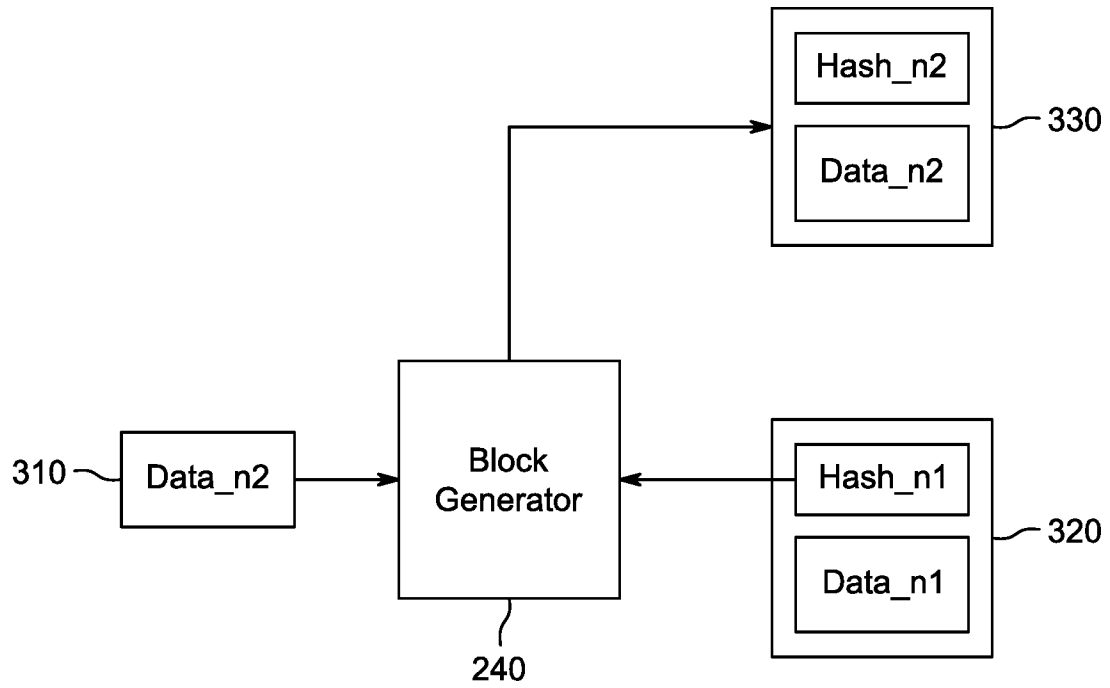 Hash_n2
330
Data_n2
310
Data_n2
Block
Generator
Hash_n1
320
Data_n1
240